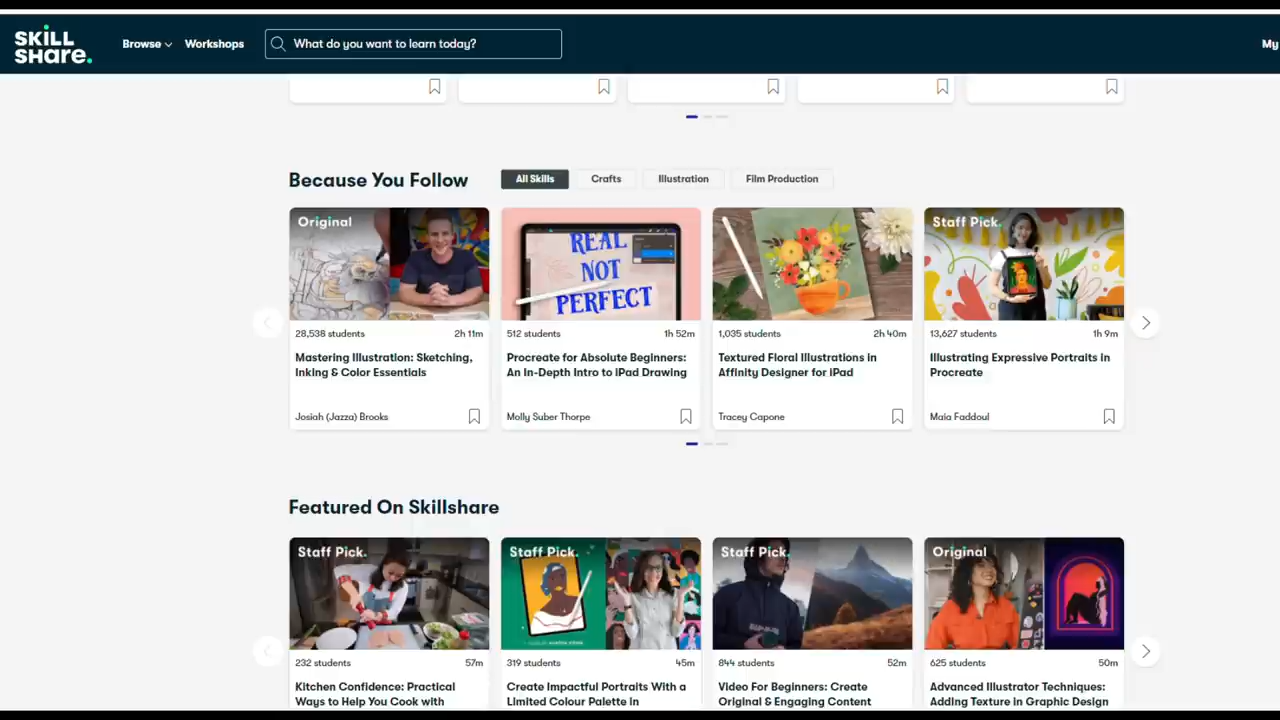 SKILL
SHare.
Browse
Workshops
What do you want to learn today?
My
Because You Follow
All Skills
Crafts
Illustration
Film Production
Original
REAL
NOT
PERFECT
Staff Pick.
28,538 students
2h 11m
512 students
1h 52m
1,035 students
2h 40m
13,627 students
1h 9m
Mastering Illustration: Sketching,
Inking & Color Essentials
Procreate for Absolute Beginners:
An In-Depth Intro to iPad Drawing
Textured Floral Illustrations in
Affinity Designer for iPad
Illustrating Expressive Portraits in
Procreate
Josiah (Jazza) Brooks
Molly Suber Thorpe
Tracey Capone
Maia Faddoul
Featured On Skillshare
Staff Pick.
Staff Pick.
Staff Pick.
Original
232 students
57m
319 students
45m
844 students
52m
625 students
50m
Kitchen Confidence: Practical
Ways to Help You Cook with
Create Impactful Portraits With a
Limited Colour Palette in
Video For Beginners: Create
Original & Engaging Content
Advanced Illustrator Techniques:
Adding Texture in Graphic Design